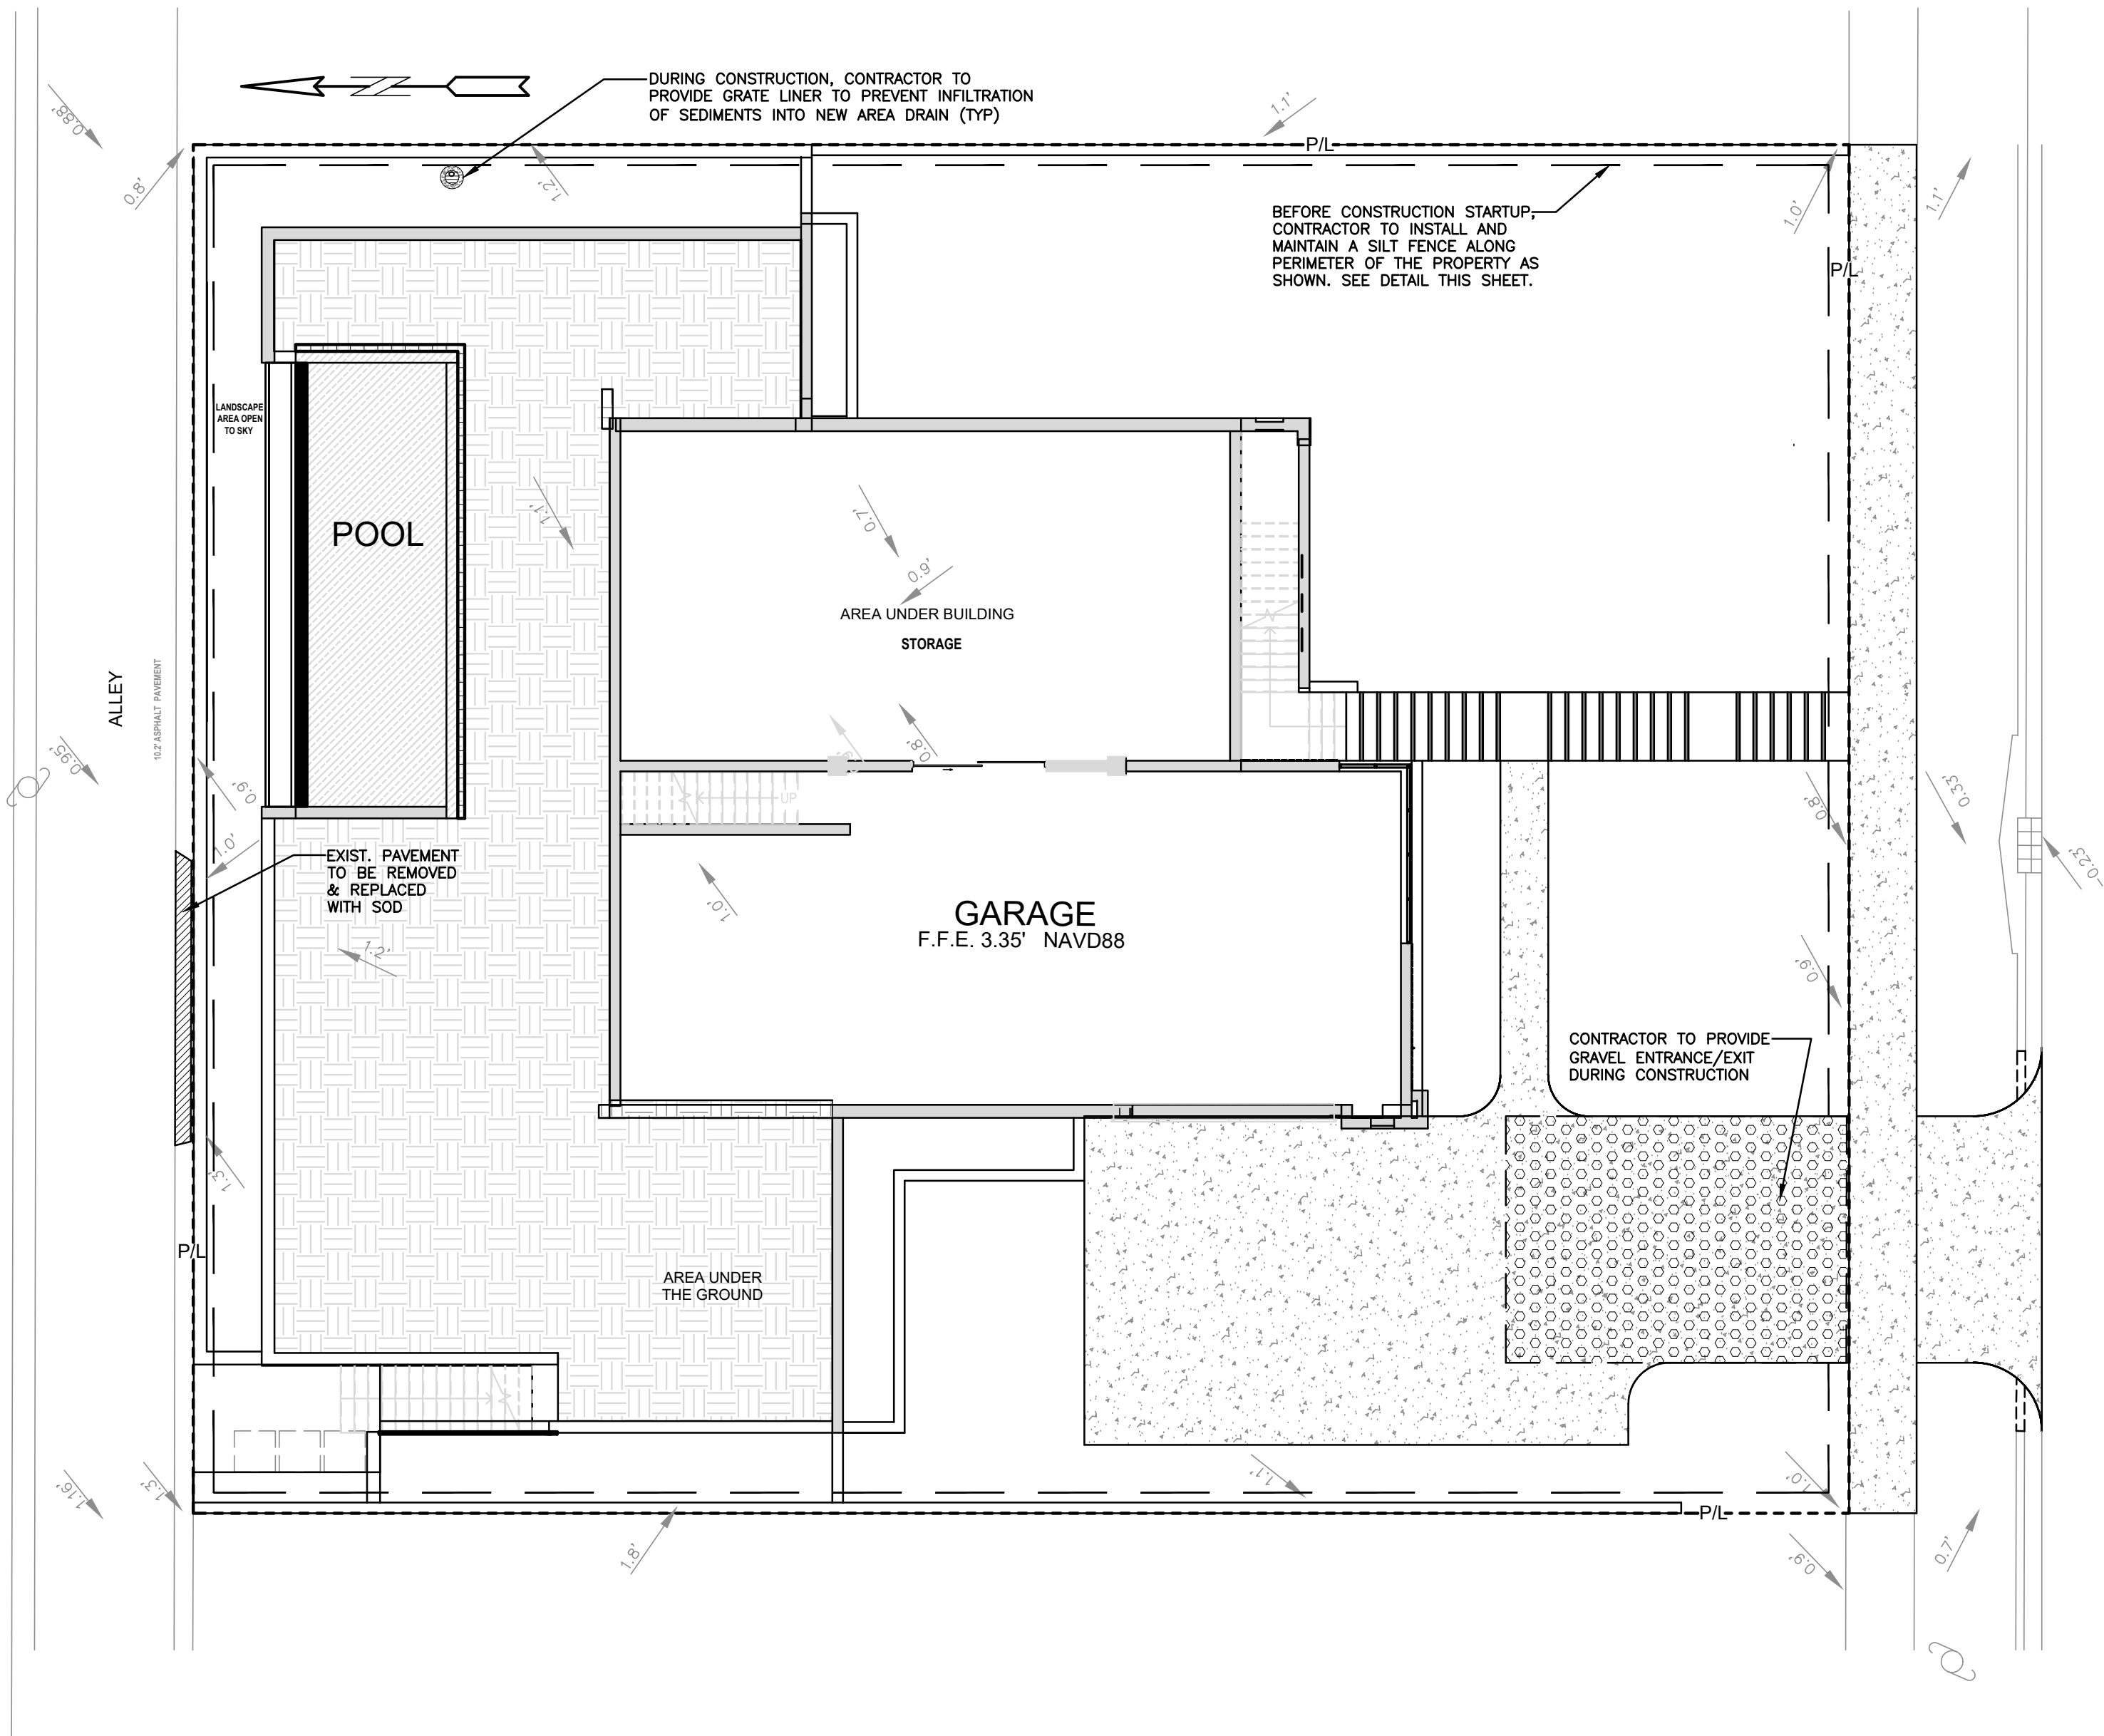 DURING CONSTRUCTION, CONTRACTOR TO
PROVIDE GRATE LINER TO PREVENT INFILTRATION
OF SEDIMENTS INTO NEW AREA DRAIN (TYP)
0.88'
0.8'
1.2'
1.1'
P/L
1.0'
1.1'
BEFORE CONSTRUCTION STARTUP,
CONTRACTOR TO INSTALL AND
MAINTAIN A SILT FENCE ALONG
PERIMETER OF THE PROPERTY AS
SHOWN. SEE DETAIL THIS SHEET.
P/L
LANDSCAPE
AREA OPEN
TO SKY
POOL
1.1'
0.7'
0.9'
AREA UNDER BUILDING
STORAGE
0.8'
ALLEY
10.2' ASPHALT PAVEMENT
0.95'
0.9'
1.0'
UP
EXIST. PAVEMENT
TO BE REMOVED
& REPLACED
WITH SOD
1.2'
1.0'
GARAGE
F.F.E. 3.35' NAVD88
0.8'
0.33'
-0.23'
0.9'
CONTRACTOR TO PROVIDE
GRAVEL ENTRANCE/EXIT
DURING CONSTRUCTION
1.3'
P/L
AREA UNDER
THE GROUND
1.16'
1.3'
1.8'
1.1'
1.0'
P/L
0.9'
0.7'